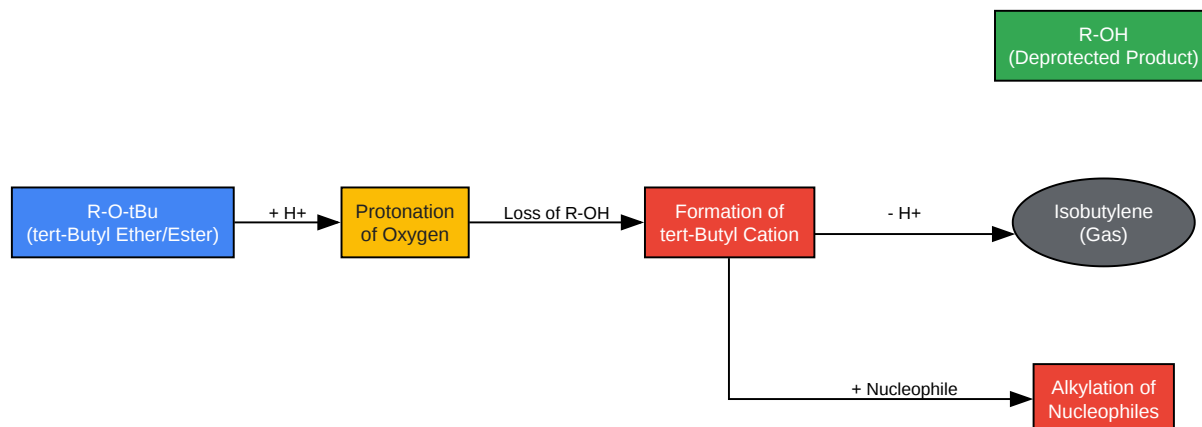 R-OH
(Deprotected Product)
R-O-tBu
(tert-Butyl Ether/Ester)
+ H+
Protonation
of Oxygen
Loss of R-OH
Formation of
tert-Butyl Cation
- H+
Isobutylene
(Gas)
+ Nucleophile
Alkylation of
Nucleophiles